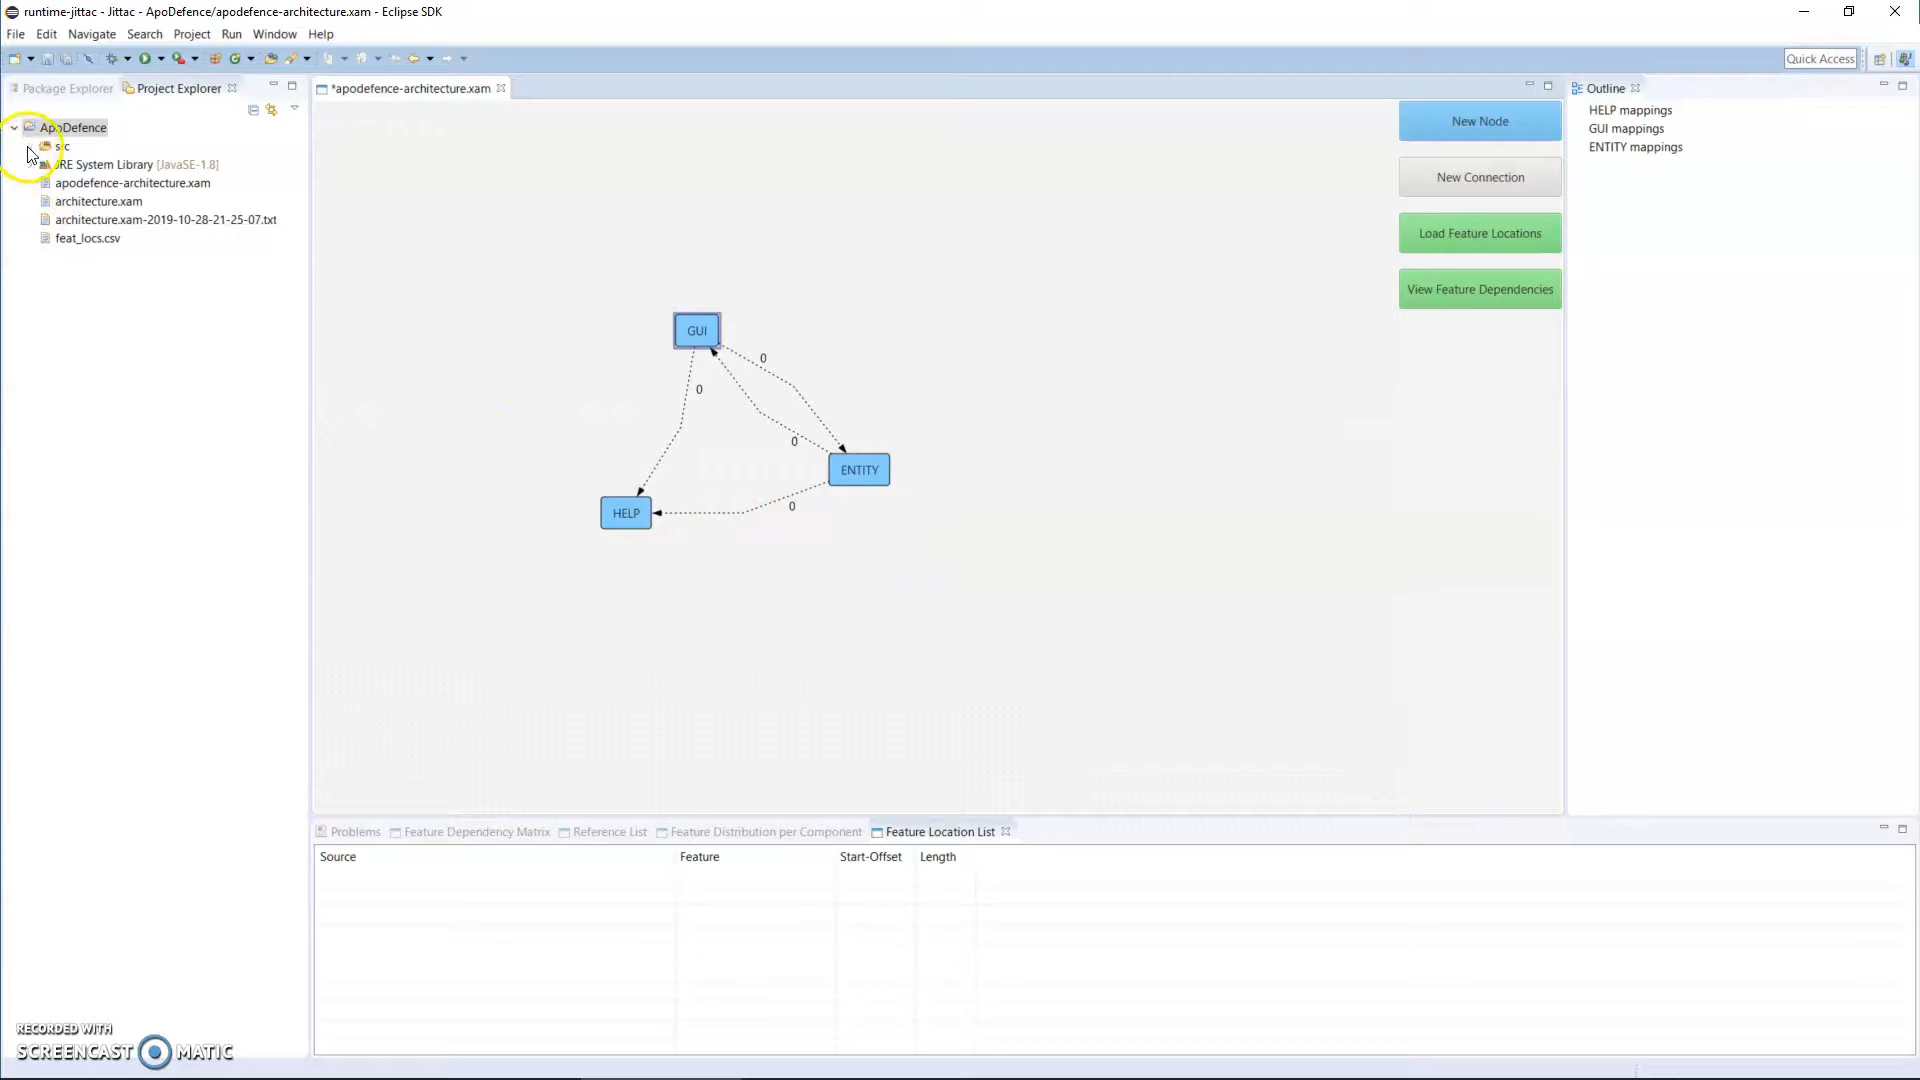 runtime-jittac - Jittac - ApoDefence/apodefence-architecture.xam - Eclipse SDK
File Edit Navigate Search Project Run Window Help
Quick Access
Package Explorer Project Explorer
*apodefence-architecture.xam
Outline
ApoDefence
src
JRE System Library [JavaSE-1.8]
apodefence-architecture.xam
architecture.xam
architecture.xam-2019-10-28-21-25-07.txt
feat_locs.csv
New Node
New Connection
Load Feature Locations
View Feature Dependencies
HELP mappings
GUI mappings
ENTITY mappings
GUI
0
0
0
ENTITY
0
HELP
Problems Feature Dependency Matrix Reference List Feature Distribution per Component Feature Location List
Source Feature Start-Offset Length
RECORDED WITH
SCREENCAST MATIC